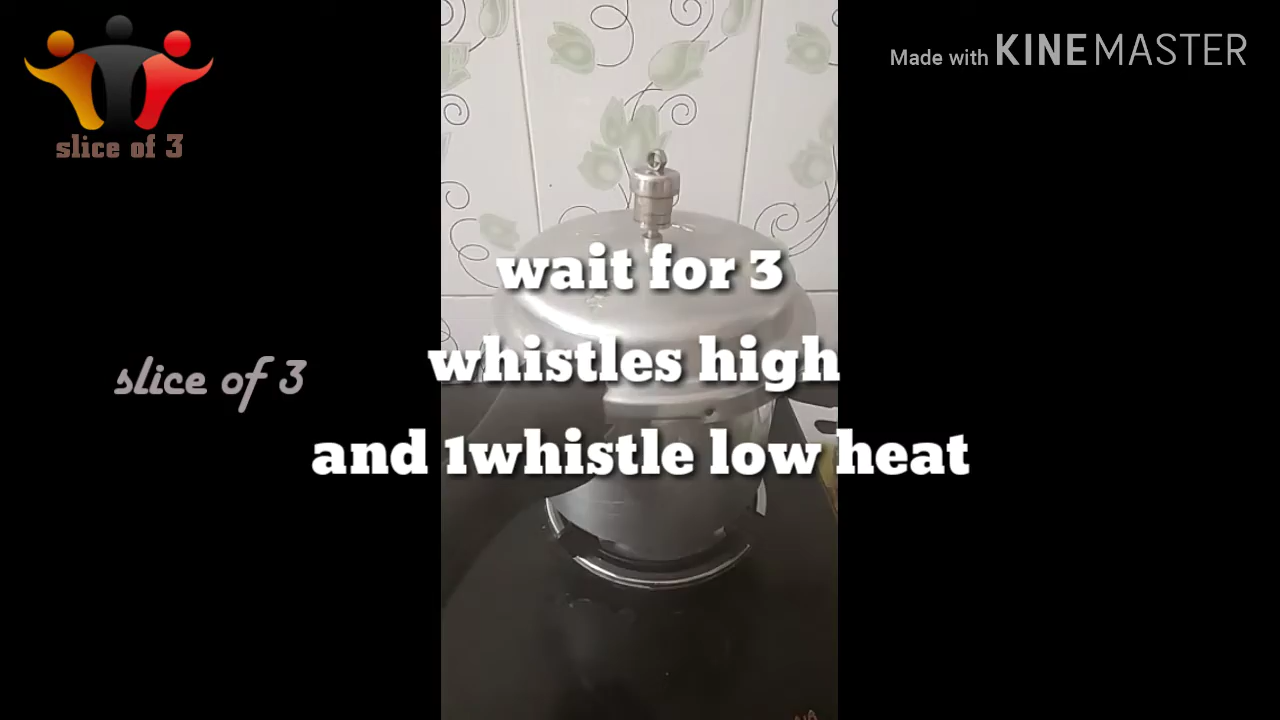 Made with KINEMASTER
slice of 3
wait for 3
whistles high
slice of 3
and 1whistle low heat